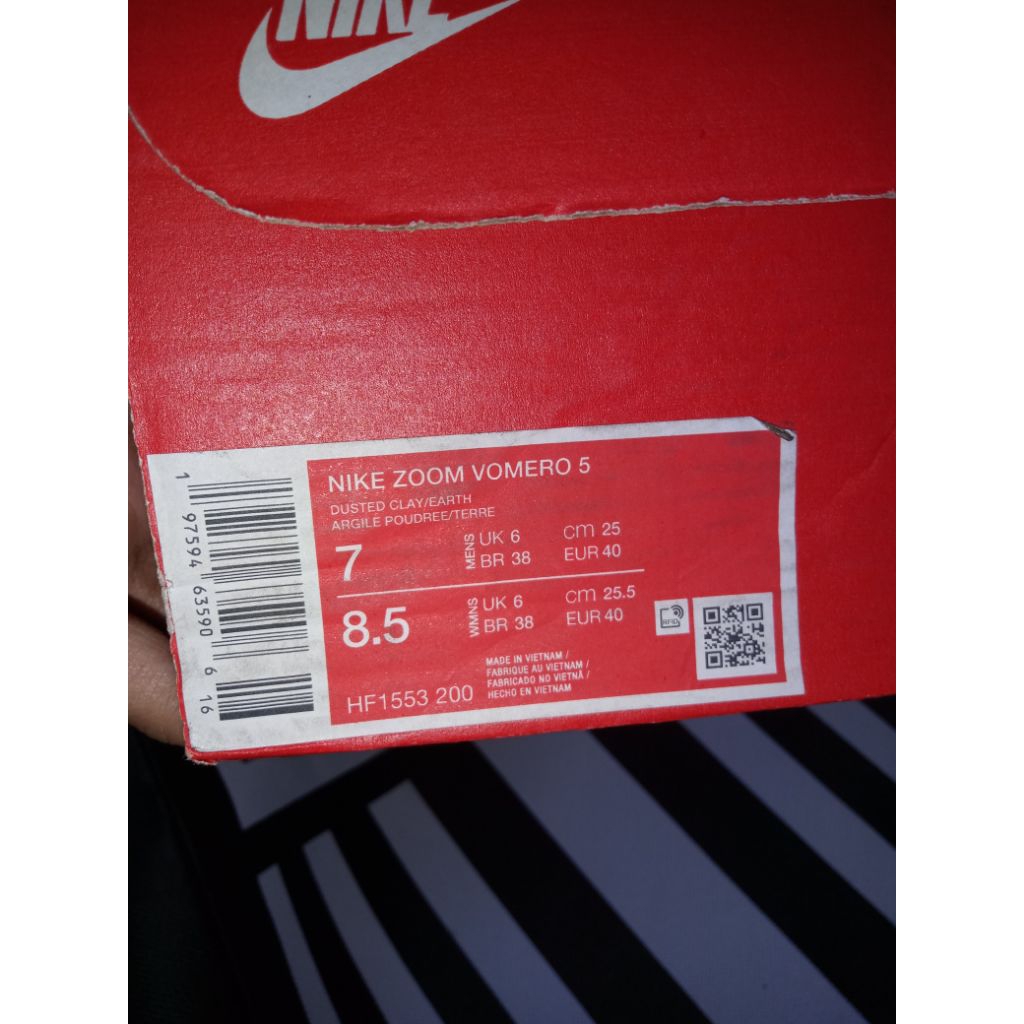 NIKE
NIKE ZOOM VOMERO 5
DUSTED CLAY/EARTH
ARGILE POUDREE/TERRE
7 MENS UK 6 cm 25
BR 38 EUR 40
8.5 WMNS UK 6 cm 25.5
BR 38 EUR 40
RFID
MADE IN VIETNAM /
FABRIQUE AU VIETNAM /
FABRICADO NO VIETNÃ /
HECHO EN VIETNAM
HF1553 200
1 97594 63590 6 16